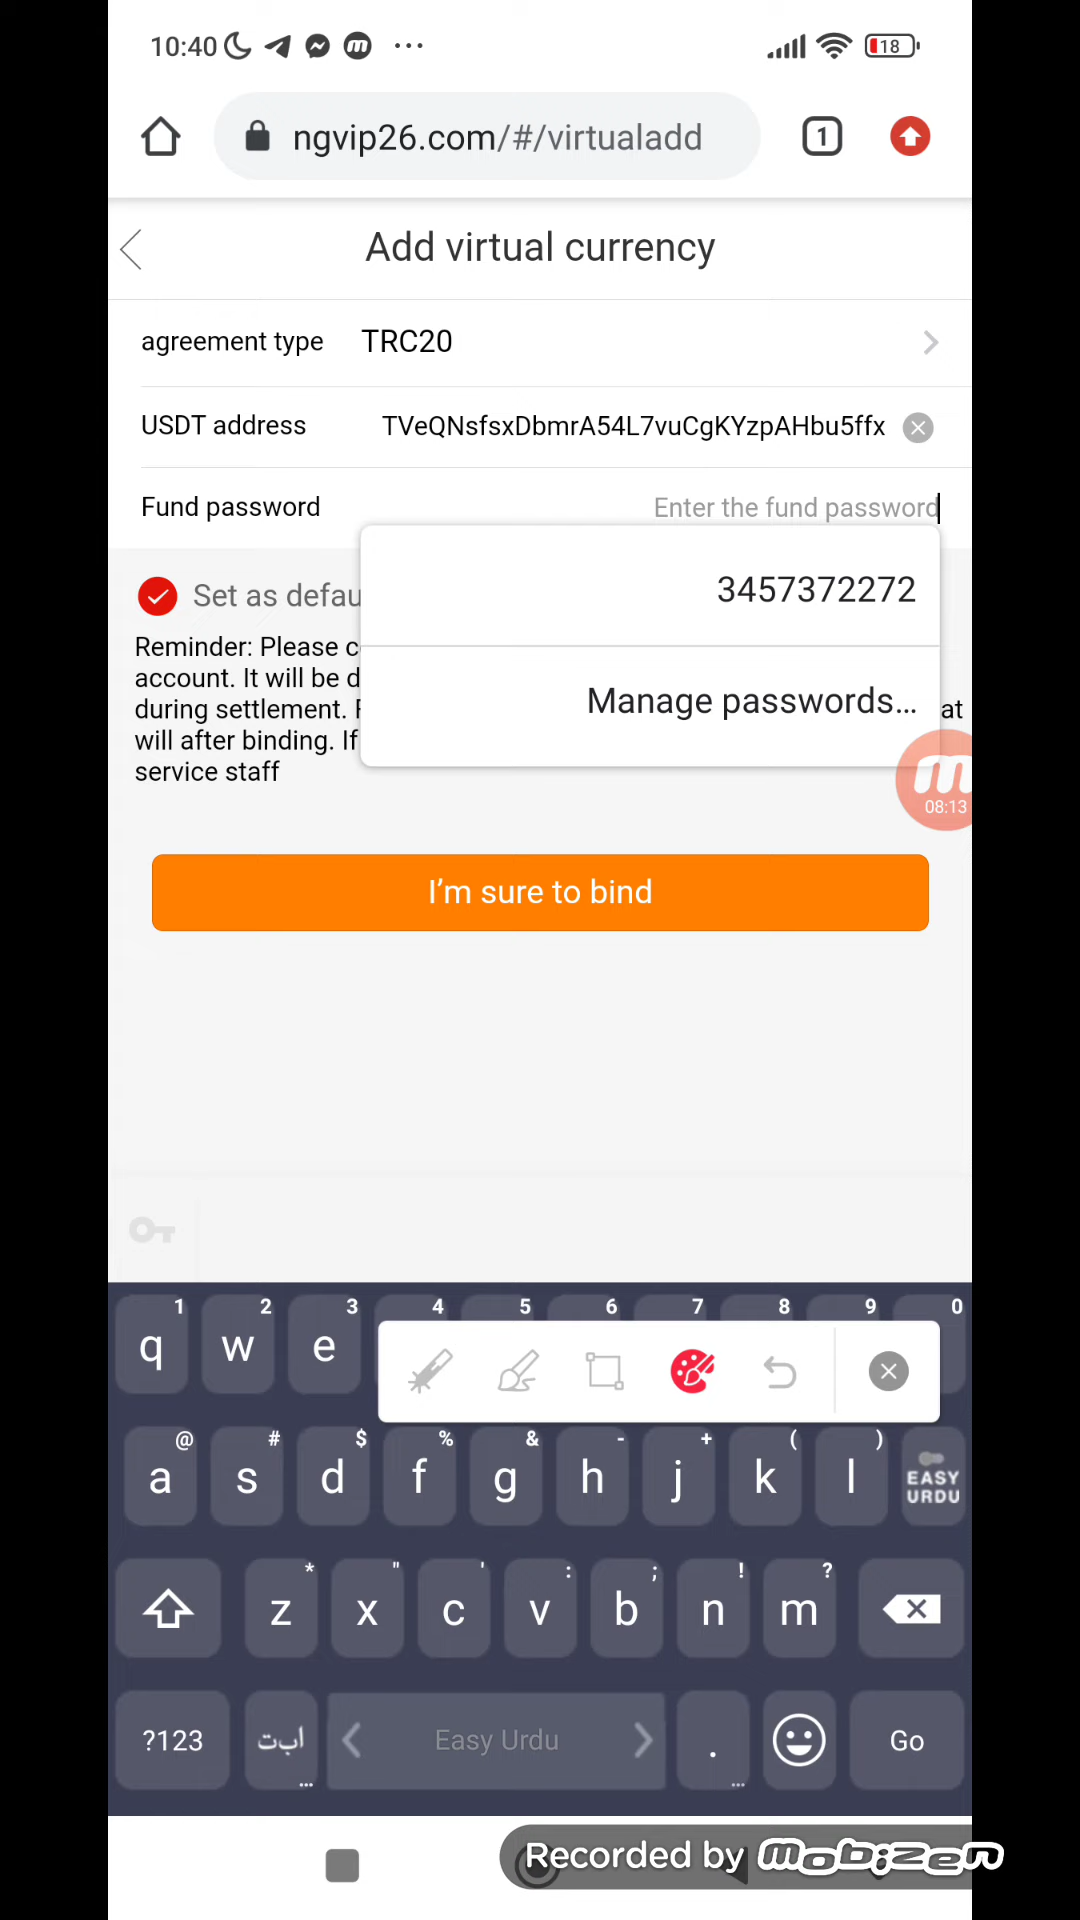 10:40
18
ngvip26.com/#/virtualadd
1
Add virtual currency
agreement type TRC20
USDT address TVeQNsfsxDbmrA54L7vuCgKYzpAHbu5ffx
Fund password Enter the fund password
3457372272
Manage passwords...
Set as defau
Reminder: Please c
account. It will be d
during settlement. at
will after binding. If
service staff
08:13
I'm sure to bind
1 2 3 4 5 6 7 8 9 0
q w e
@ # $ % & - + ( )
a s d f g h j k l EASY URDU
* " ' : ; ! ?
z x c v b n m
?123 ابت Easy Urdu . Go
Recorded by mobizen